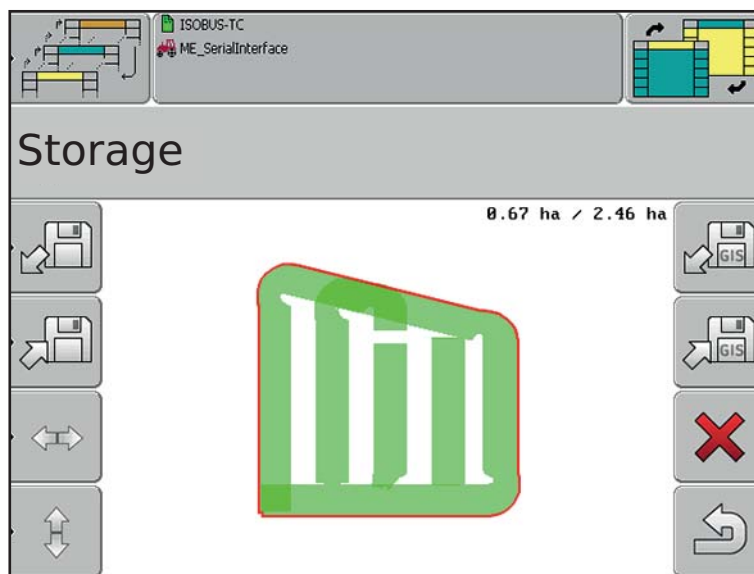 ISOBUS-TC
ME_SerialInterface
Storage
0.67 ha / 2.46 ha
GIS
GIS